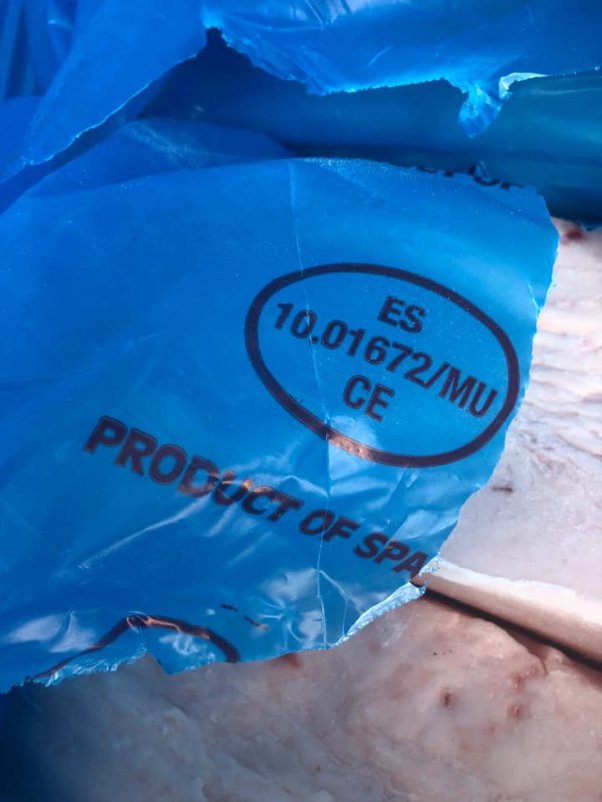 ES
10.01672/MU
CE
PRODUCT OF SPA